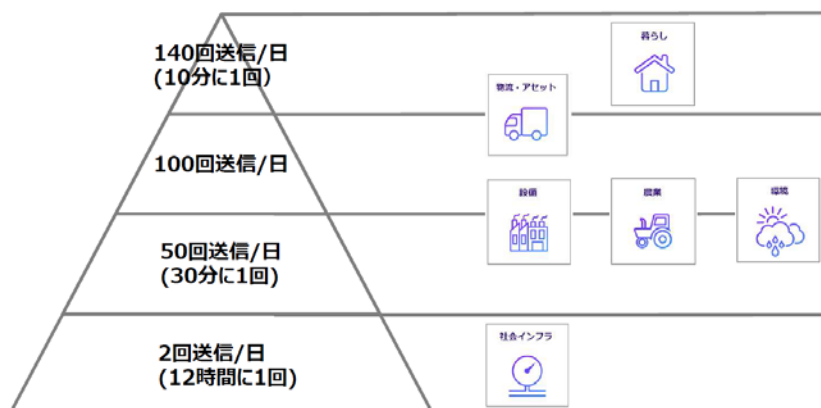 140回送信/日
(10分に1回）
暮らし
物流・アセット
100回送信/日
設備
農業
環境
50回送信/日
(30分に1回)
2回送信/日
(12時間に1回)
社会インフラ